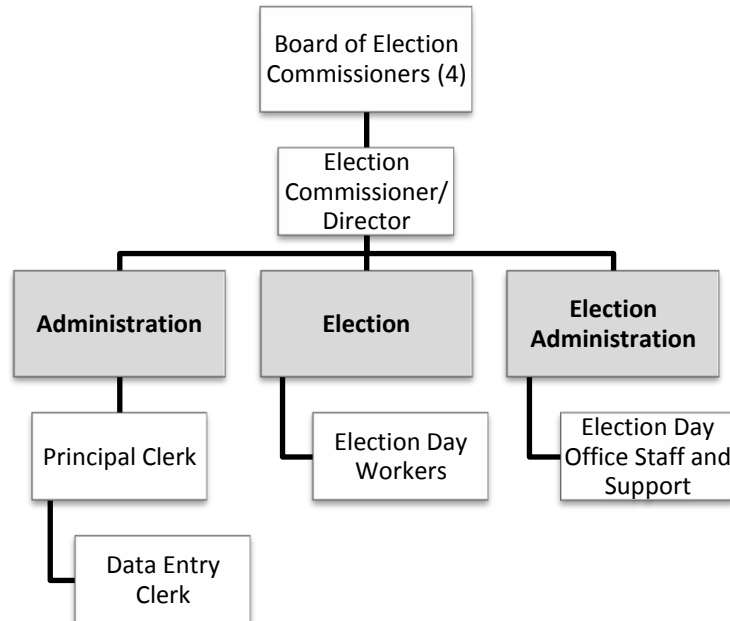 Board of Election
Commissioners (4)
Election
Commissioner/
Director
Administration
Election
Election
Administration
Principal Clerk
Election Day
Workers
Election Day
Office Staff and
Support
Data Entry
Clerk